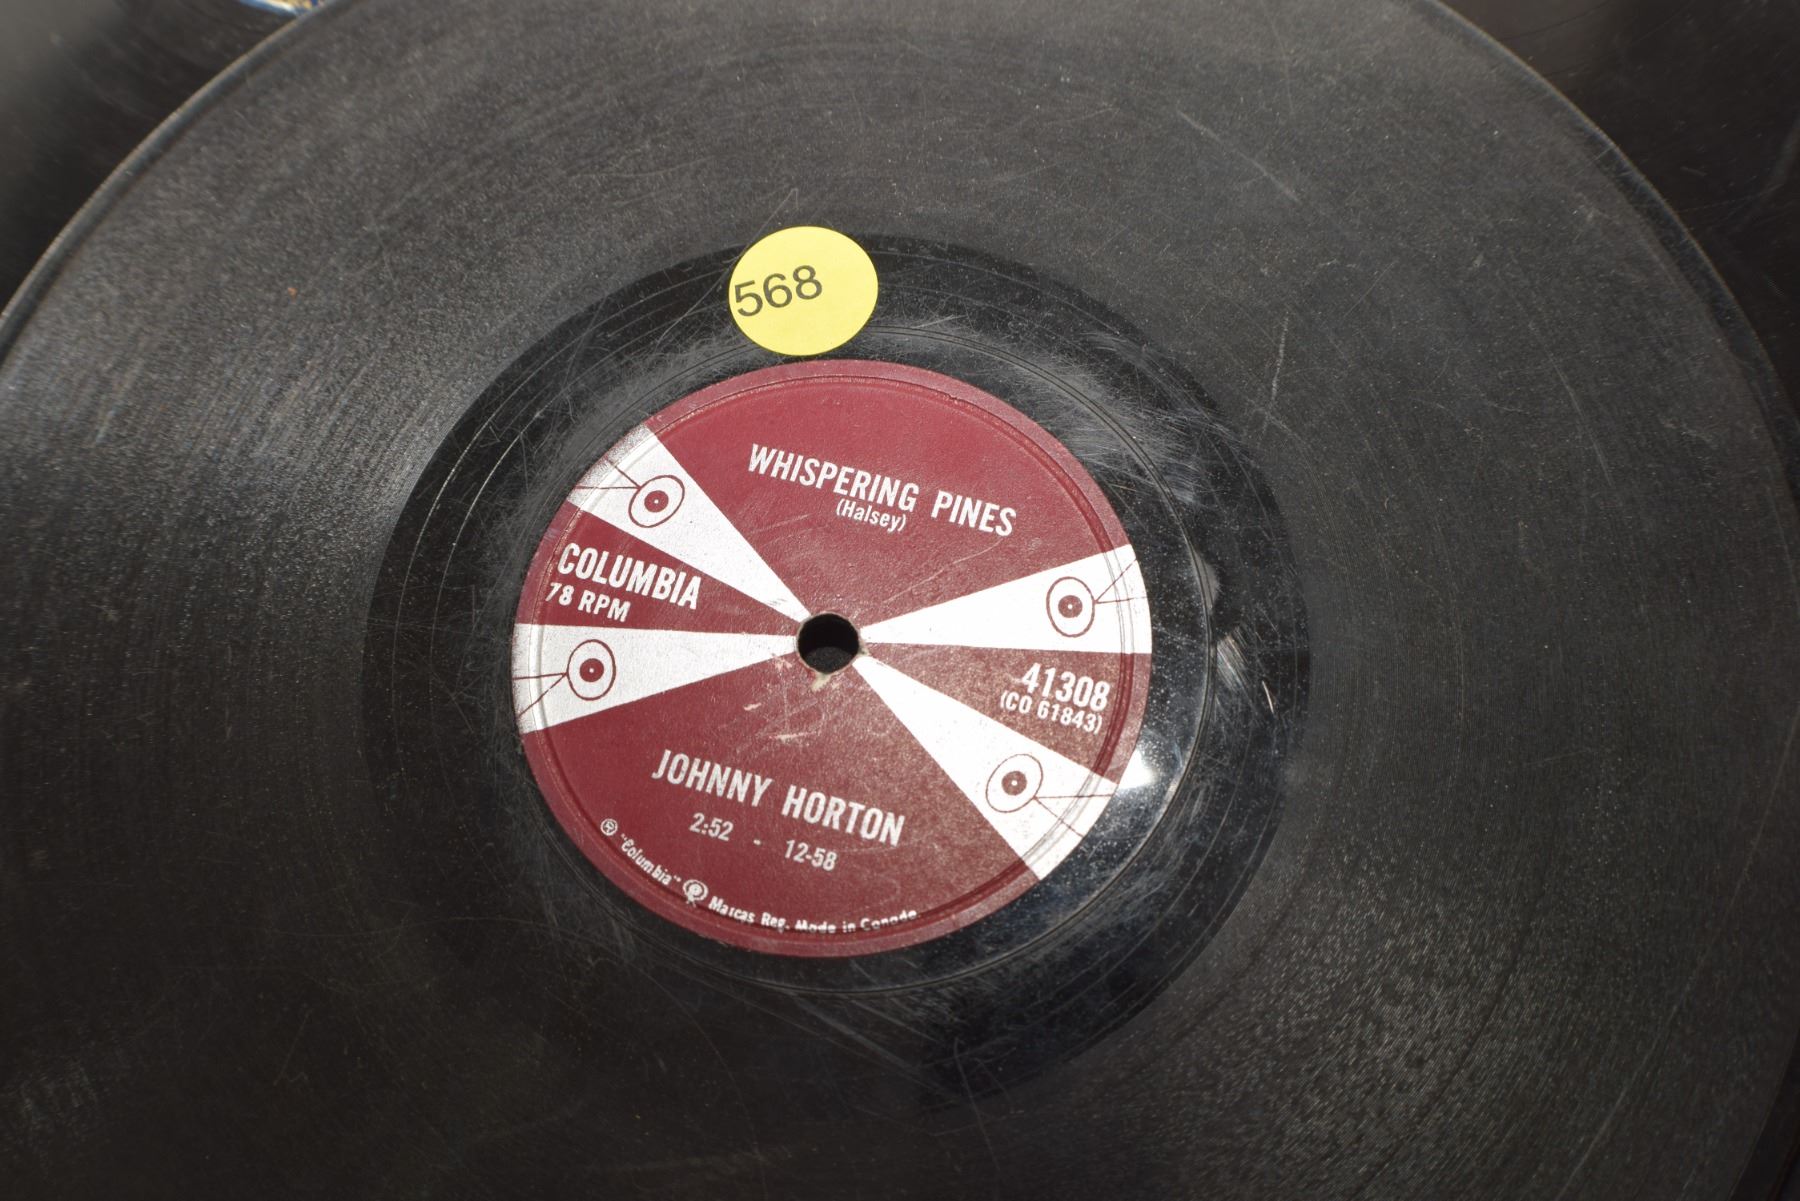 568
WHISPERING PINES
(Halsey)
COLUMBIA
78 RPM
41308
(CO 61843)
JOHNNY HORTON
2:52 - 12-58
® "Columbia" Marcas Reg. Made in Canada